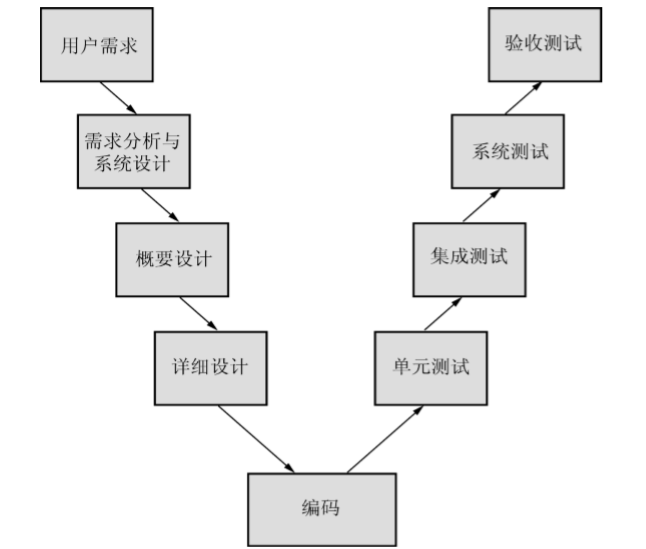 用户需求
验收测试
需求分析与
系统设计
系统测试
概要设计
集成测试
详细设计
单元测试
编码